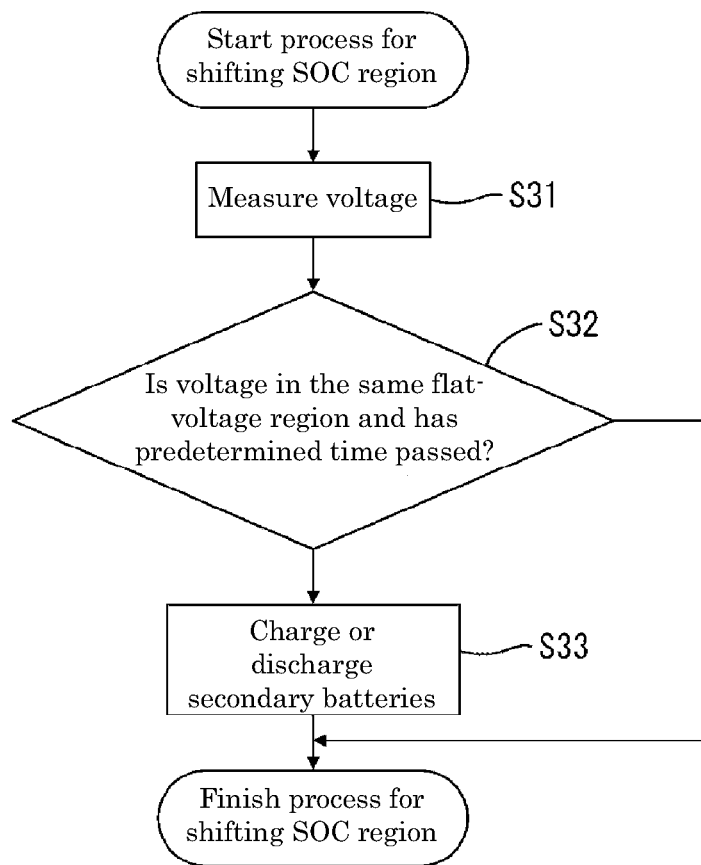 Start process for
shifting SOC region
Measure voltage
S31
S32
Is voltage in the same flat-
voltage region and has
predetermined time passed?
Charge or
discharge
secondary batteries
S33
Finish process for
shifting SOC region